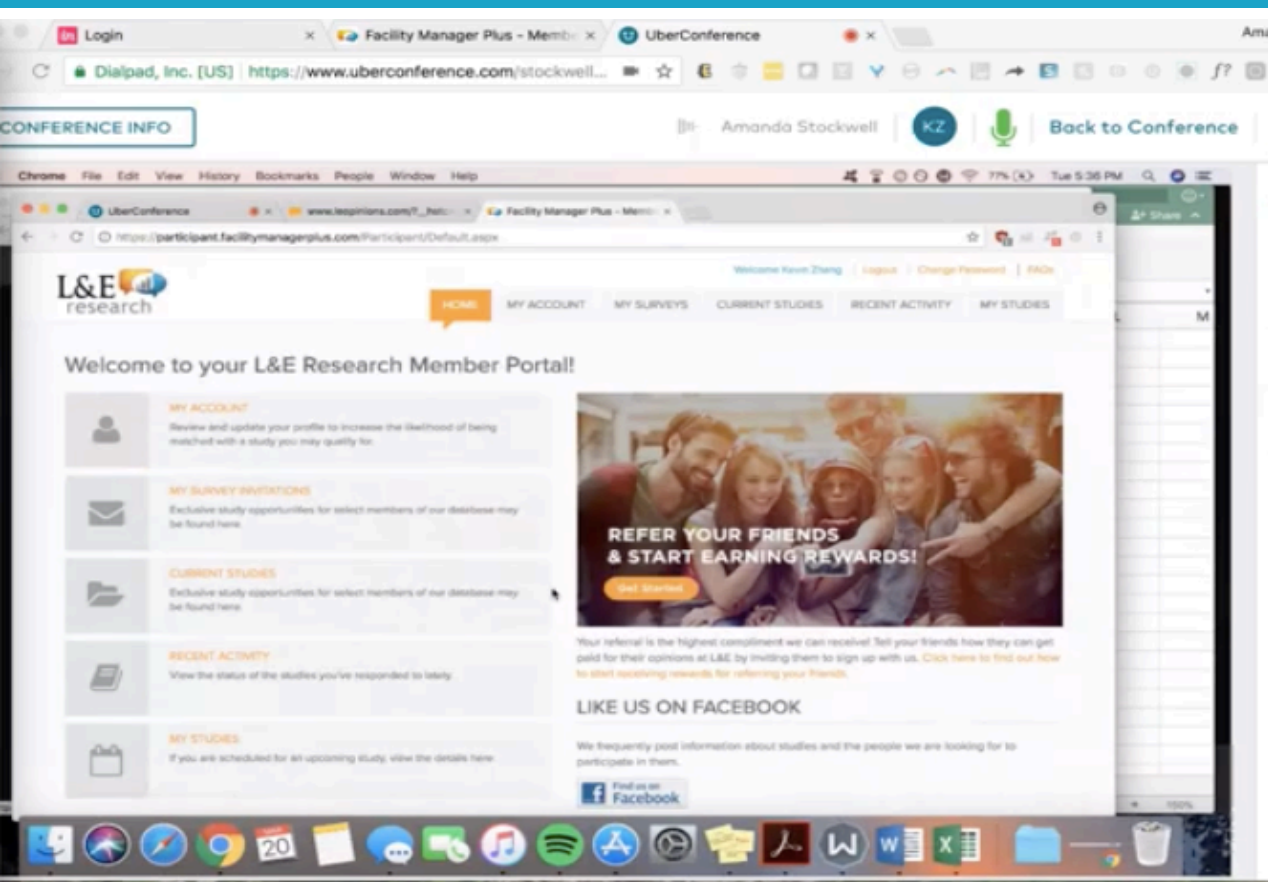 Login
Facility Manager Plus - Membe
UberConference
Ama
Dialpad, Inc. [US]
https://www.uberconference.com/stockwell...
f?
CONFERENCE INFO
Amanda Stockwell
KZ
Back to Conference
Chrome File Edit View History Bookmarks People Window Help
77%
Tue 5:36 PM
UberConference
Facility Manager Plus - Memb
Share
https://participant.facilitymanagerplus.com/Participant/Default.aspx
L&E
research
Welcome Kevin Zhang | Logout | Change Password | FAQs
HOME
MY ACCOUNT
MY SURVEYS
CURRENT STUDIES
RECENT ACTIVITY
MY STUDIES
M
Welcome to your L&E Research Member Portal!
MY ACCOUNT
Review and update your profile to increase the likelihood of being
matched with a study you may qualify for.
MY SURVEY INVITATIONS
Exclusive study opportunities for select members of our database may
be found here.
CURRENT STUDIES
Exclusive study opportunities for select members of our database may
be found here.
RECENT ACTIVITY
View the status of the studies you've responded to lately.
MY STUDIES
If you are scheduled for an upcoming study, view the details here.
REFER YOUR FRIENDS
& START EARNING REWARDS!
Get Started
Your referral is the highest compliment we can receive! Tell your friends how they can get
paid for their opinions at L&E by inviting them to sign up with us. Click here to find out how
to start receiving rewards for referring your friends.
LIKE US ON FACEBOOK
We frequently post information about studies and the people we are looking for to
participate in them.
Find us on
Facebook
150%
20
W
X